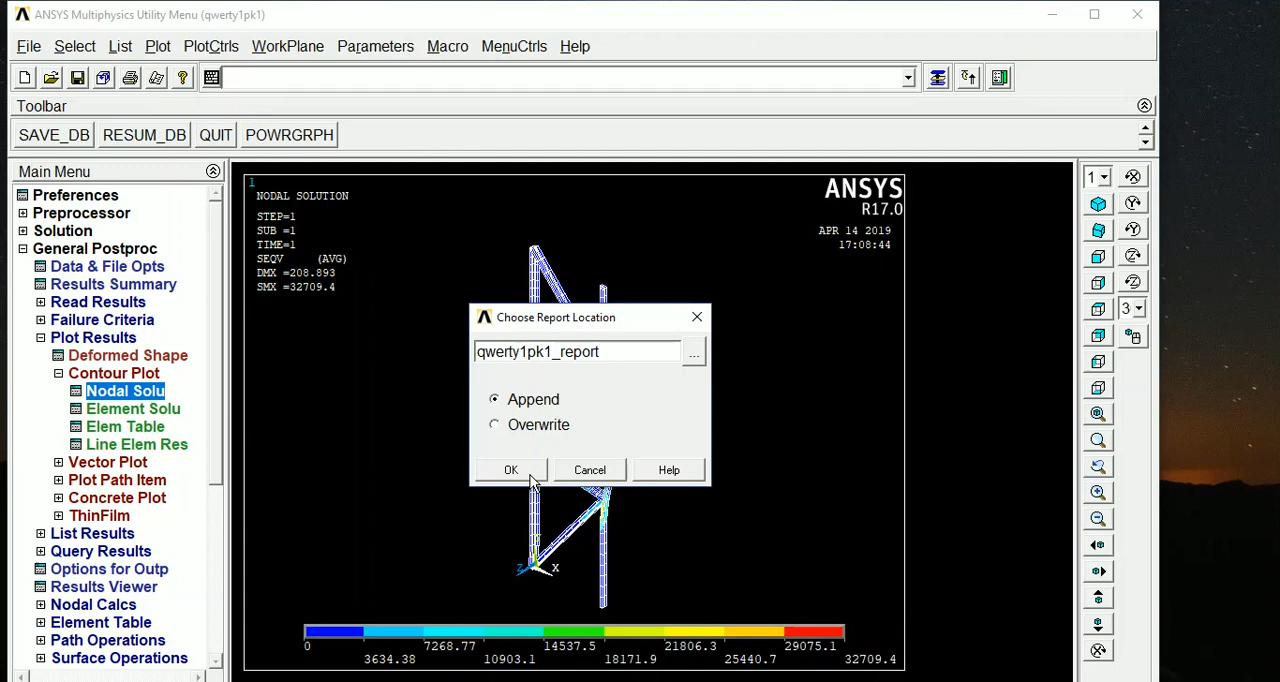 ANSYS Multiphysics Utility Menu (qwerty1pk1)
File Select List Plot PlotCtrls WorkPlane Parameters Macro MenuCtrls Help
Toolbar
SAVE_DB RESUM_DB QUIT POWRGRPH
Main Menu
Preferences
Preprocessor
Solution
General Postproc
Data & File Opts
Results Summary
Read Results
Failure Criteria
Plot Results
Deformed Shape
Contour Plot
Nodal Solu
Element Solu
Elem Table
Line Elem Res
Vector Plot
Plot Path Item
Concrete Plot
ThinFilm
List Results
Query Results
Options for Outp
Results Viewer
Nodal Calcs
Element Table
Path Operations
Surface Operations
1
NODAL SOLUTION
STEP=1
SUB =1
TIME=1
SEQV (AVG)
DMX =208.893
SMX =32709.4
ANSYS
R17.0
APR 14 2019
17:08:44
Choose Report Location
qwerty1pk1_report
...
Append
Overwrite
OK Cancel Help
Z X
0 7268.77 14537.5 21806.3 29075.1
3634.38 10903.1 18171.9 25440.7 32709.4
1
3